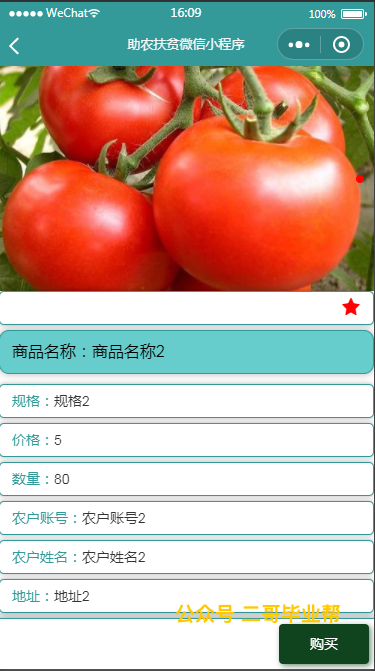 WeChat 16:09 100%
助农扶贫微信小程序
商品名称：商品名称2
规格：规格2
价格：5
数量：80
农户账号：农户账号2
农户姓名：农户姓名2
地址：地址2
公众号 二哥毕业帮
购买